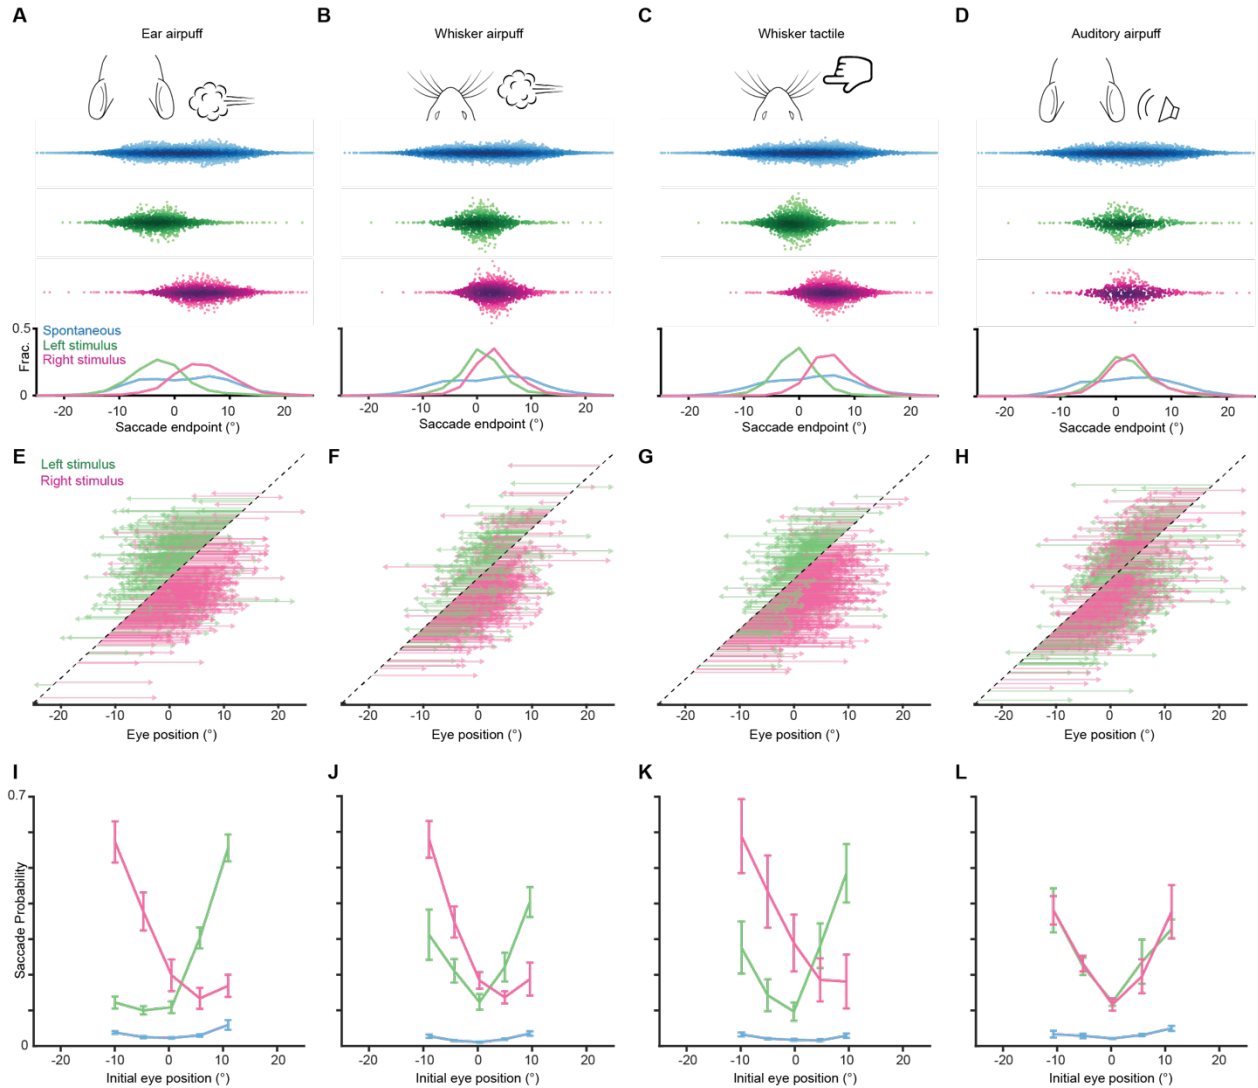 A
B
C
D
Ear airpuff
Whisker airpuff
Whisker tactile
Auditory airpuff
0.5
Frac.
0
Spontaneous
Left stimulus
Right stimulus
-20 -10 0 10 20
-20 -10 0 10 20
-20 -10 0 10 20
-20 -10 0 10 20
Saccade endpoint (°)
Saccade endpoint (°)
Saccade endpoint (°)
Saccade endpoint (°)
E
F
G
H
Left stimulus
Right stimulus
-20 -10 0 10 20
-20 -10 0 10 20
-20 -10 0 10 20
-20 -10 0 10 20
Eye position (°)
Eye position (°)
Eye position (°)
Eye position (°)
I
J
K
L
0.7
Saccade Probability
0
-20 -10 0 10 20
-20 -10 0 10 20
-20 -10 0 10 20
-20 -10 0 10 20
Initial eye position (°)
Initial eye position (°)
Initial eye position (°)
Initial eye position (°)